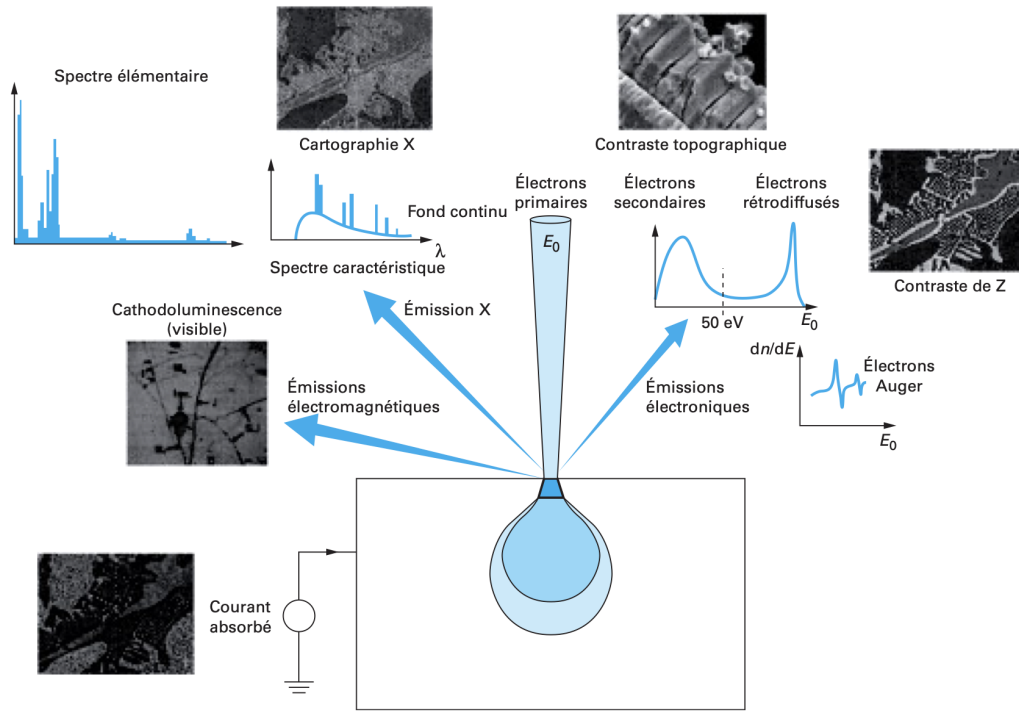 Spectre élémentaire
Cartographie X
Fond continu
λ
Spectre caractéristique
Contraste topographique
Électrons
primaires
E0
Électrons
secondaires
Électrons
rétrodiffusés
50 eV
E0
Contraste de Z
dn/dE
Électrons
Auger
E0
Cathodoluminescence
(visible)
Émission X
Émissions
électromagnétiques
Émissions
électroniques
Courant
absorbé